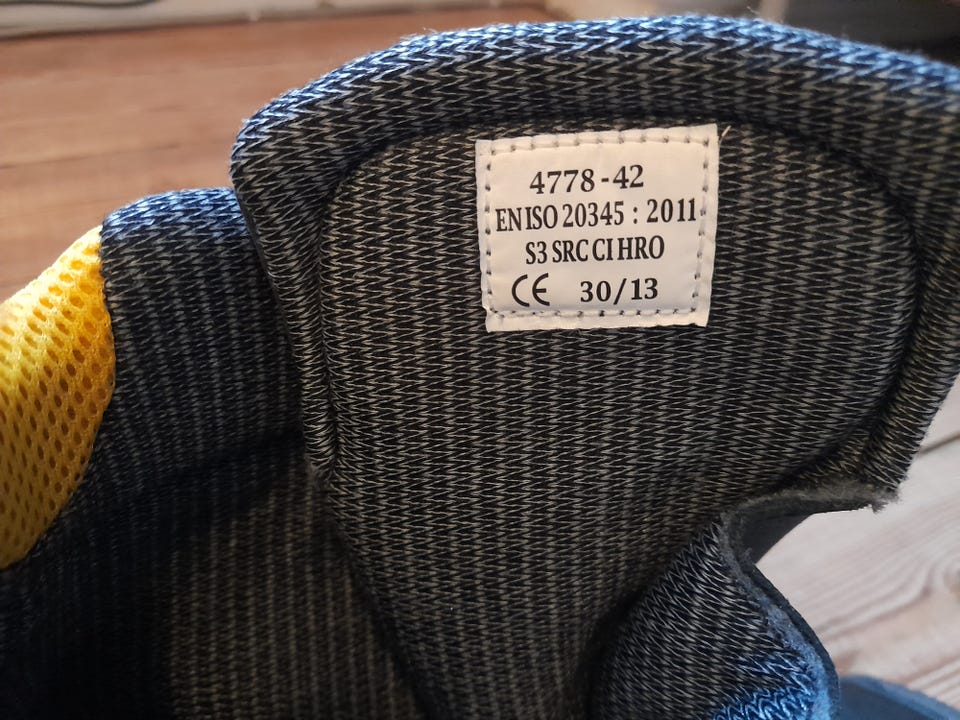 4778-42
EN ISO 20345 : 2011
S3 SRC CI HRO
CE 30/13